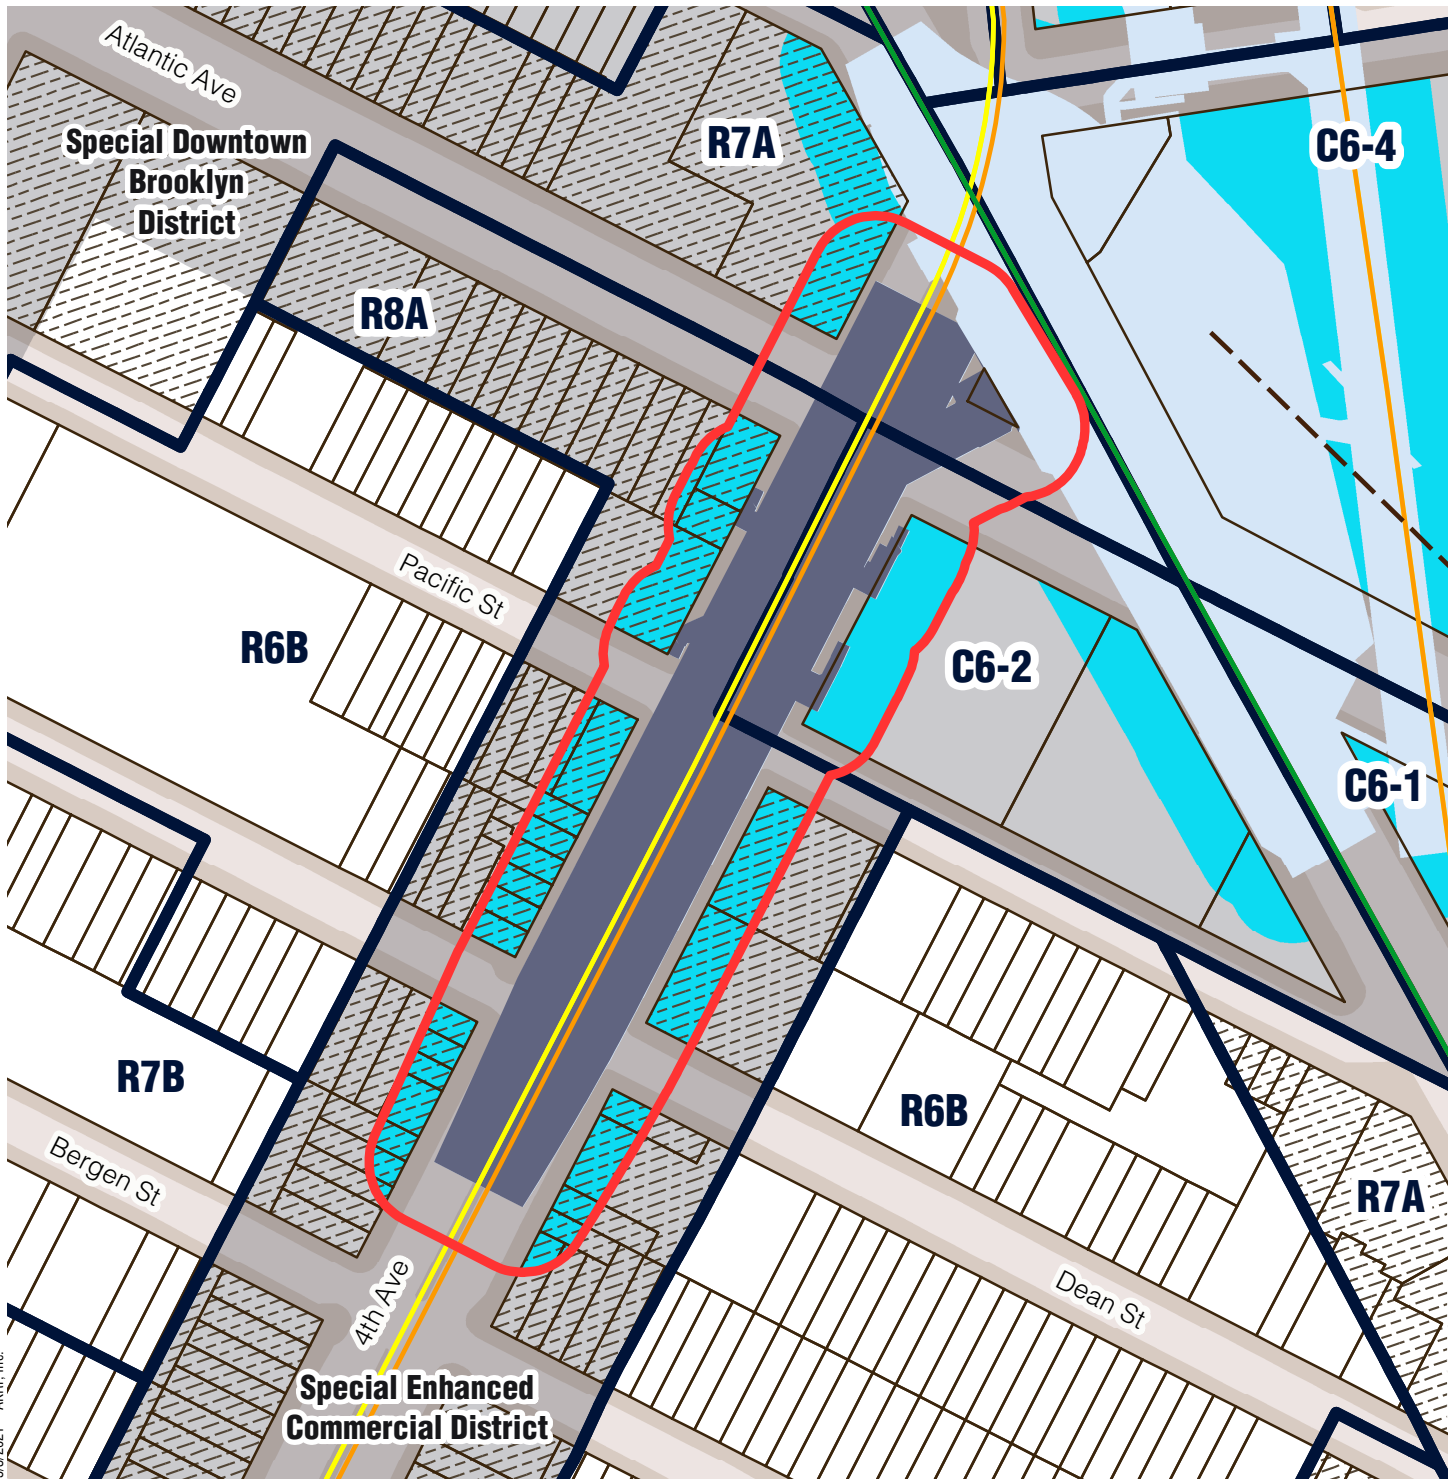 Atlantic Ave
Special Downtown
Brooklyn
District
R7A
C6-4
R8A
Pacific St
R6B
C6-2
C6-1
R7B
R6B
Bergen St
R7A
4th Ave
Dean St
Special Enhanced
Commercial District